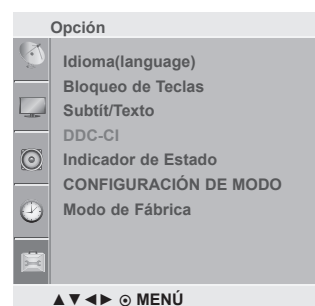 Opción
Idioma(language)
Bloqueo de Teclas
Subtít/Texto
DDC-CI
Indicador de Estado
CONFIGURACIÓN DE MODO
Modo de Fábrica
▲▼◄► ⊙ MENÚ